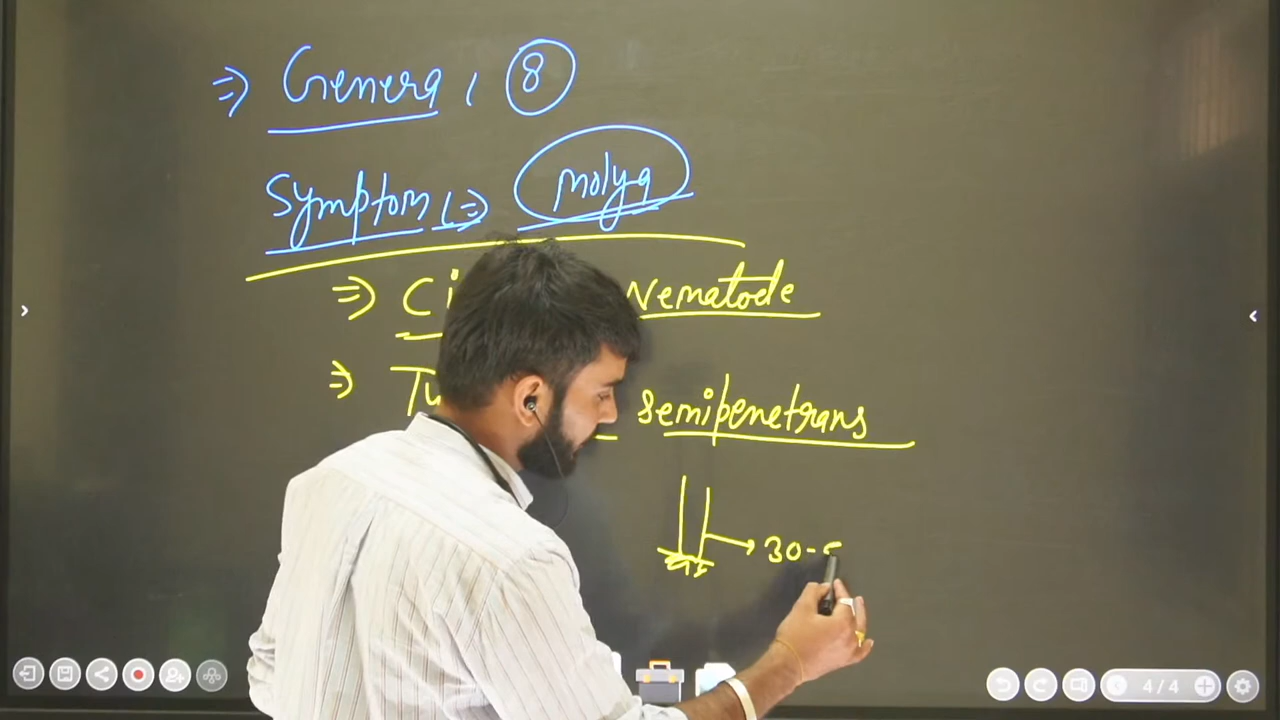 ⇒ Genera, 8
Symptom ⇒ Molya
⇒ Nematode
⇒ semipenetrans
→ 30-
4/4